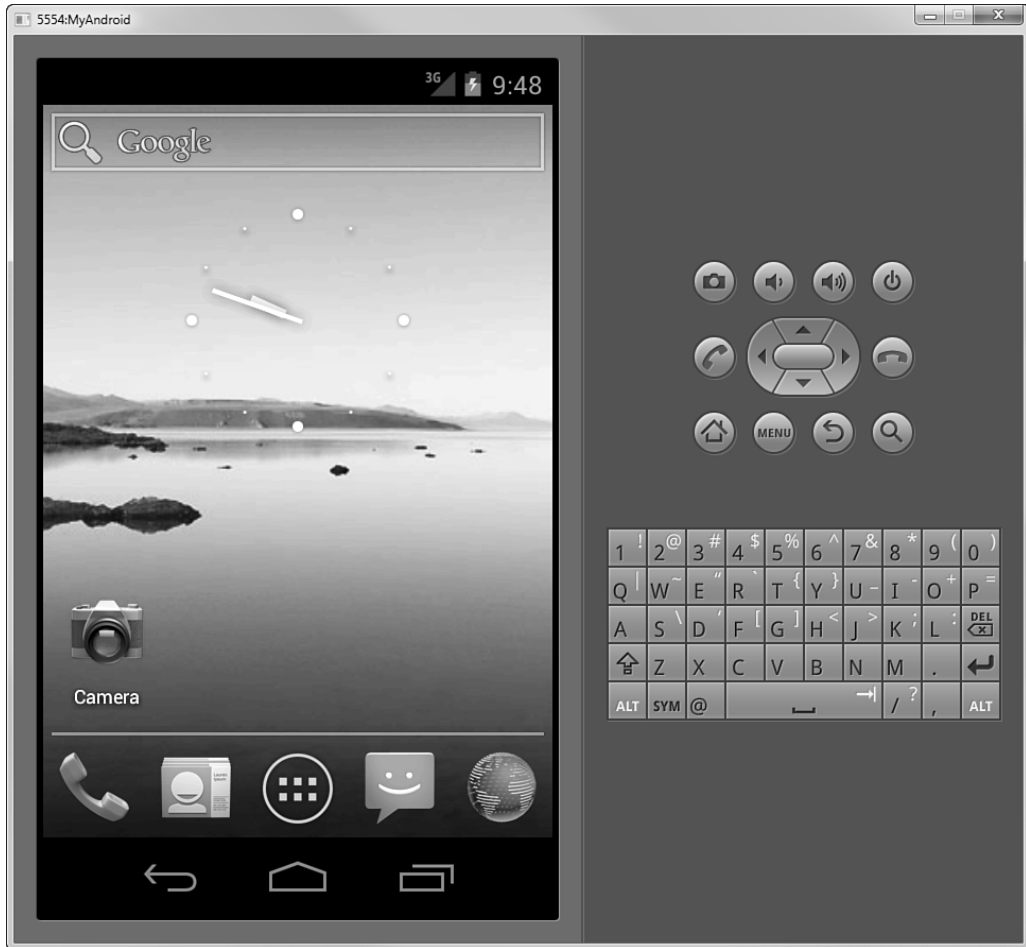 5554:MyAndroid
3G 9:48
Google
Camera
MENU
1 ! 2 @ 3 # 4 $ 5 % 6 ^ 7 & 8 * 9 ( 0 )
Q | W ~ E " R ` T { Y } U _ I - O + P =
A S \ D ' F [ G ] H < J > K ; L : DEL
Z X C V B N M .
ALT SYM @ / ? , ALT